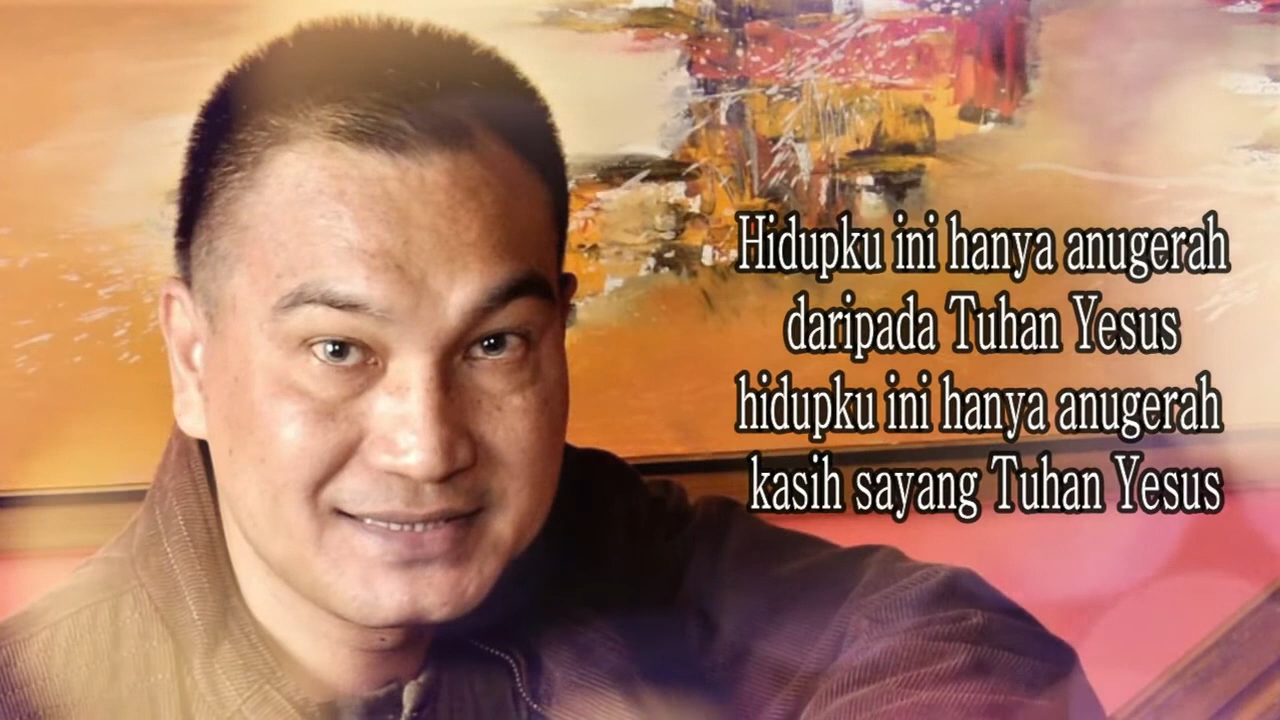 Hidupku ini hanya anugerah
daripada Tuhan Yesus
hidupku ini hanya anugerah
kasih sayang Tuhan Yesus